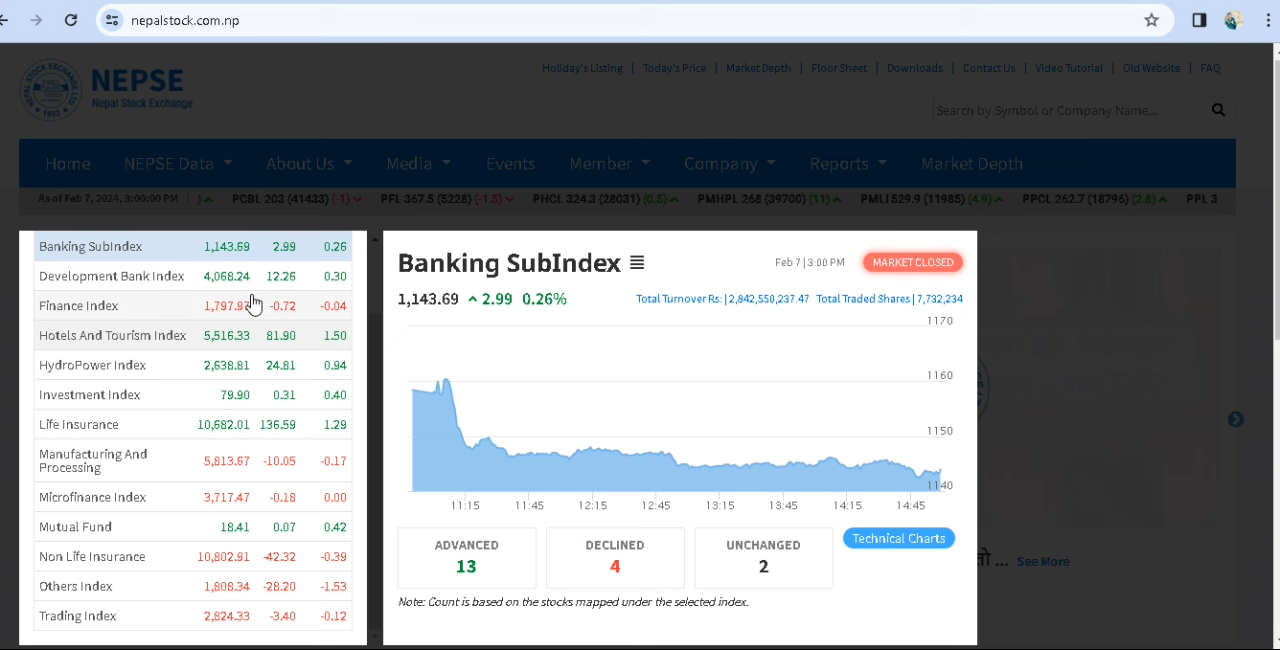 nepalstock.com.np
Holiday's Listing | Today's Price | Market Depth | Floor Sheet | Downloads | Contact Us | Video Tutorial | Old Website | FAQ
NEPSE
Nepal Stock Exchange
Search by Symbol or Company Name...
Home NEPSE Data About Us Media Events Member Company Reports Market Depth
As of Feb 7, 2024, 3:00:00 PM | ) PCBL 203 (41433) (-1) PFL 367.5 (5228) (-1.5) PHCL 324.3 (28031) (0.5) PMHPL 268 (39700) (11) PMLI 529.9 (11985) (4.9) PPCL 262.7 (18796) (2.8) PPL 3
Banking SubIndex 1,143.69 2.99 0.26
Development Bank Index 4,868.24 12.26 0.30
Finance Index -0.72 -0.04
Hotels And Tourism Index 5,516.33 81.90 1.50
HydroPower Index 2,638.81 24.81 0.94
Investment Index 79.90 0.31 0.40
Life Insurance 10,682.01 136.59 1.29
Manufacturing And
Processing 5,813.67 -10.05 -0.17
Microfinance Index 3,717.47 -0.18 0.00
Mutual Fund 18.41 0.07 0.42
Non Life Insurance 10,802.91 -42.32 -0.39
Others Index 1,808.34 -28.20 -1.53
Trading Index 2,824.33 -3.40 -0.12
Banking SubIndex
Feb 7 | 3:00 PM MARKET CLOSED
1,143.69 2.99 0.26%
Total Turnover Rs: | 2,842,550,237.47 Total Traded Shares | 7,732,234
1170
1160
1150
1140
11:15 11:45 12:15 12:45 13:15 13:45 14:15 14:45
ADVANCED DECLINED UNCHANGED
13 4 2
Technical Charts
Note: Count is based on the stocks mapped under the selected index.
तो ... See More